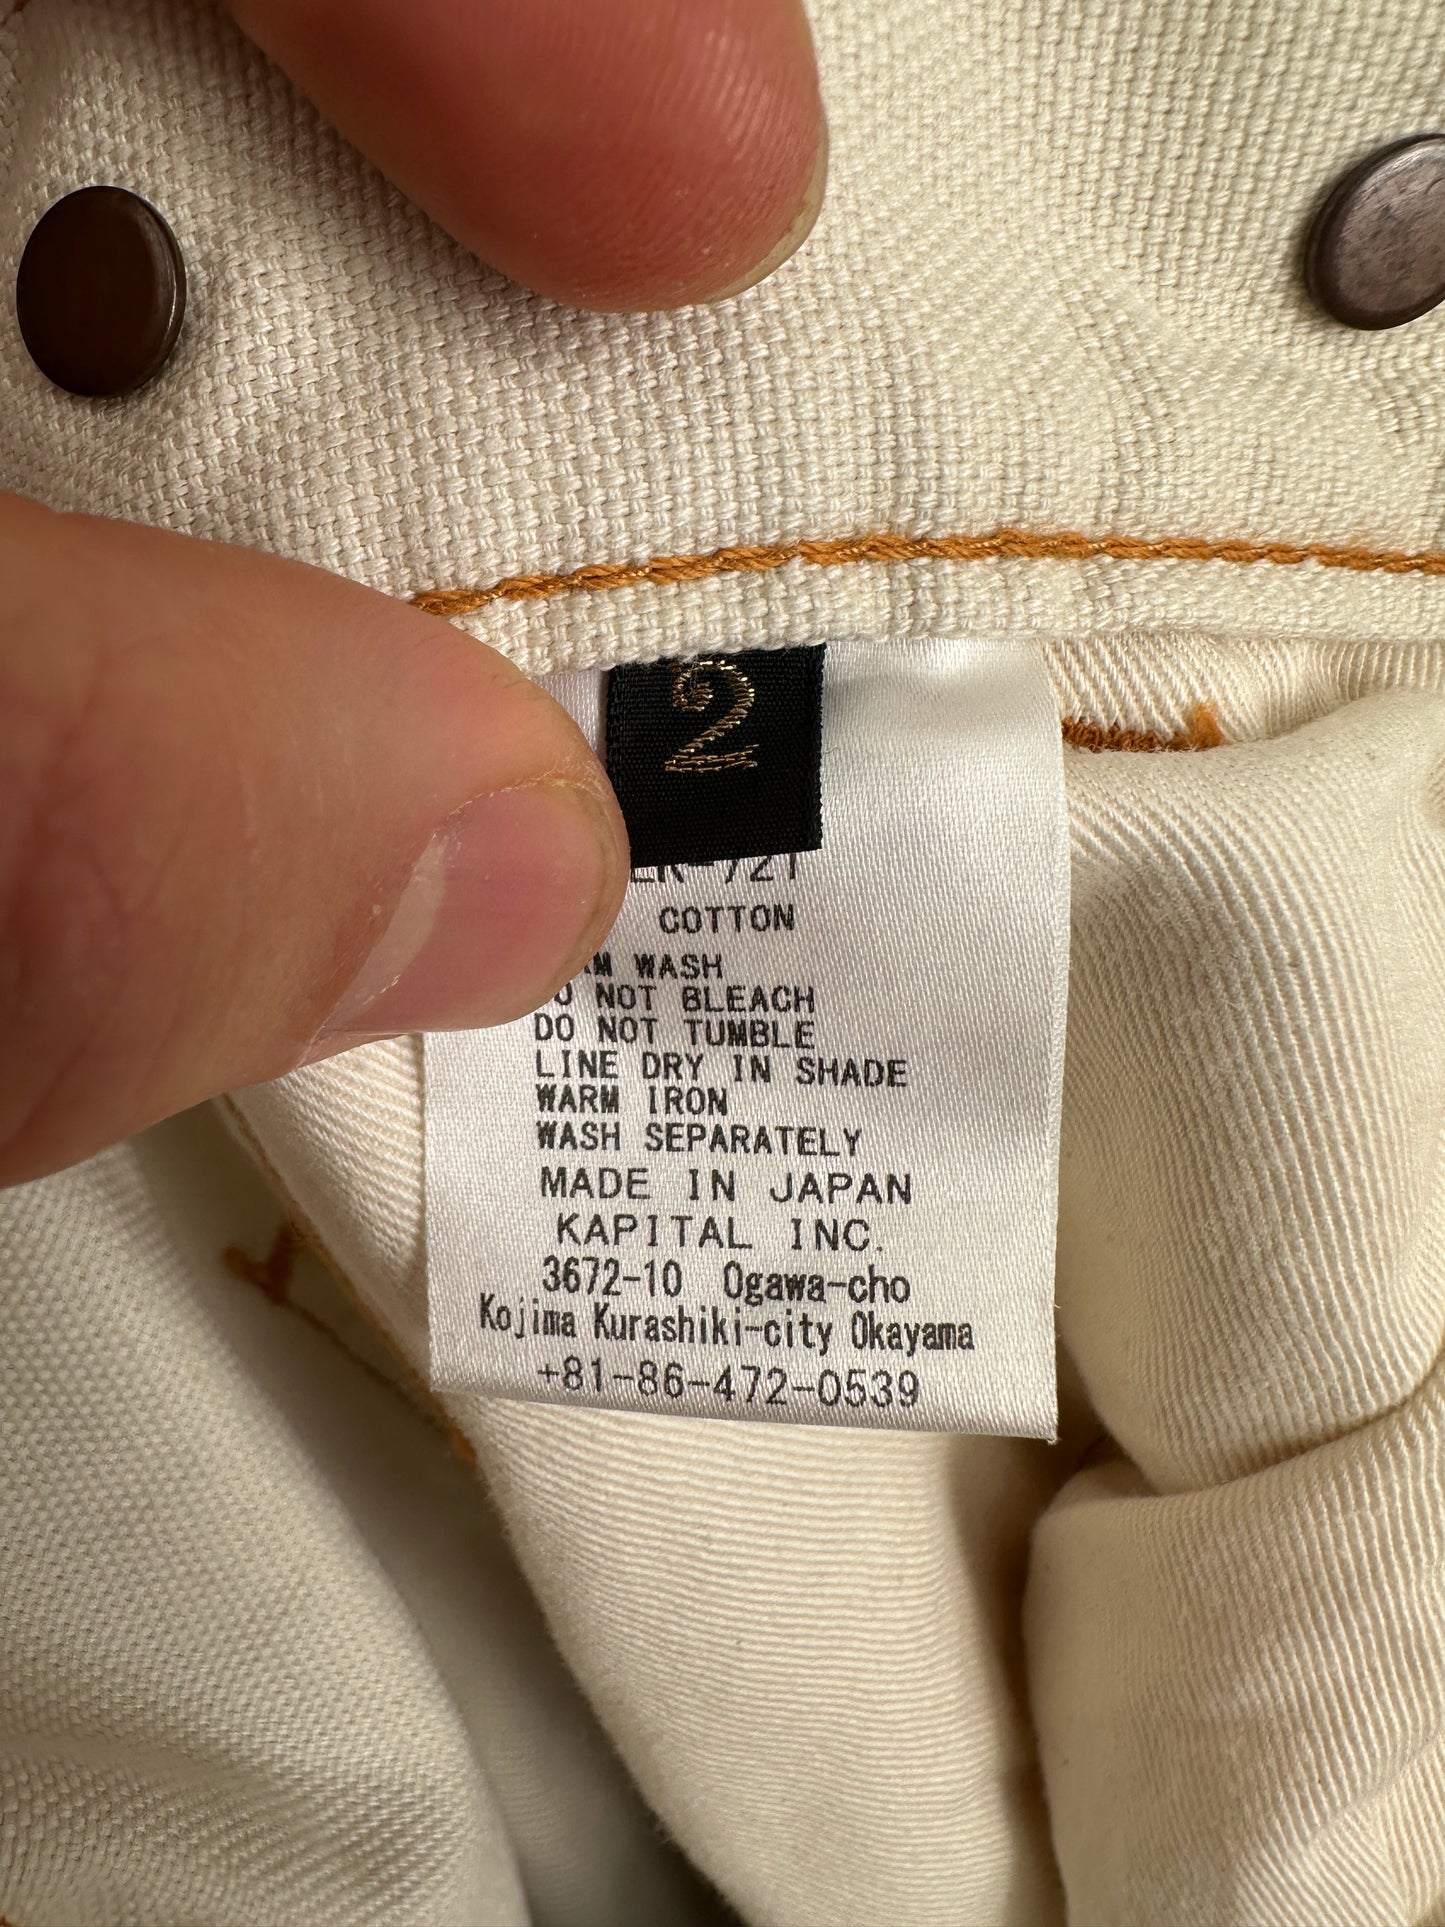 2
COTTON
WASH
NOT BLEACH
DO NOT TUMBLE
LINE DRY IN SHADE
WARM IRON
WASH SEPARATELY
MADE IN JAPAN
KAPITAL INC.
3672-10 Ogawa-cho
Kojima Kurashiki-city Okayama
+81-86-472-0539